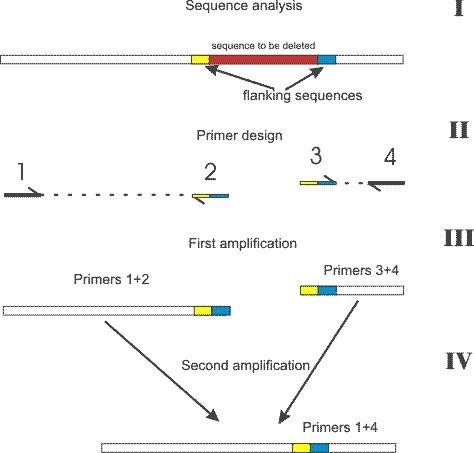 Sequence analysis
I
sequence to be deleted
flanking sequences
II
Primer design
1
2
3
4
III
First amplification
Primers 1+2
Primers 3+4
IV
Second amplification
Primers 1+4